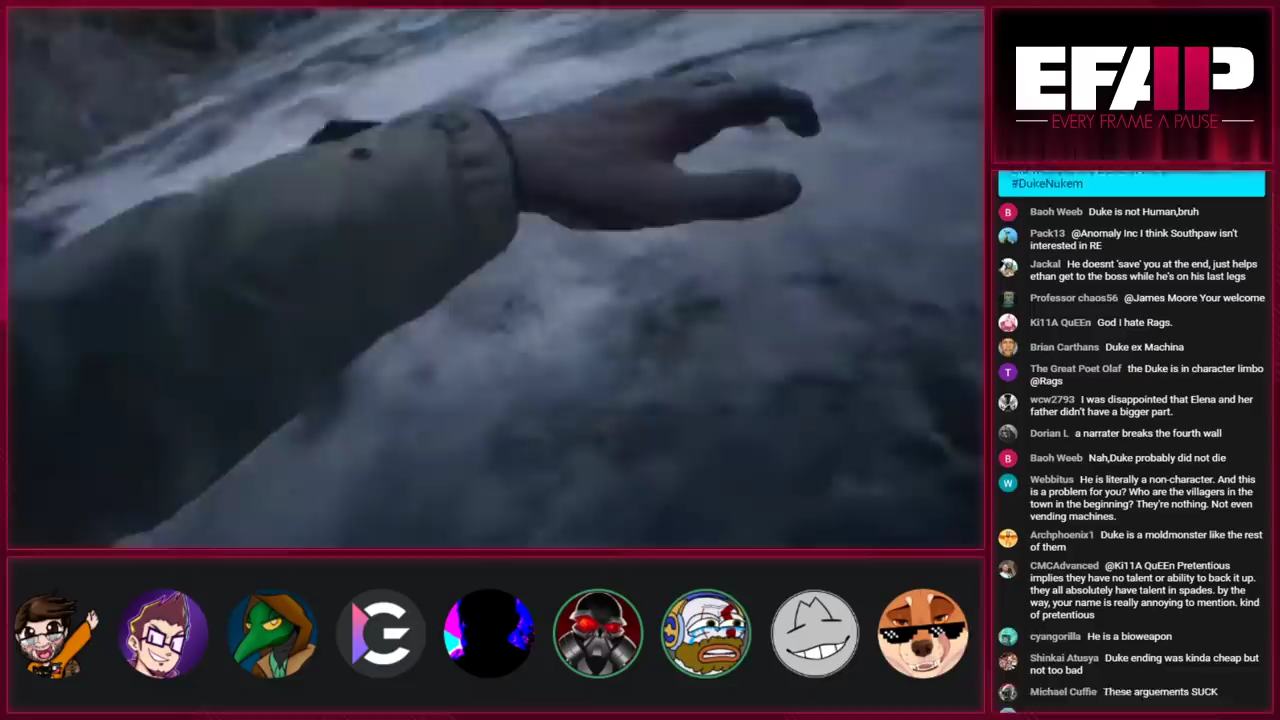 EFAP
EVERY FRAME A PAUSE
#DukeNukem
B Baoh Weeb Duke is not Human,bruh
Pack13 @Anomaly Inc I think Southpaw isn't
interested in RE
Jackal He doesnt 'save' you at the end, just helps
ethan get to the boss while he's on his last legs
Professor chaos56 @James Moore Your welcome
Ki11A QuEEn God I hate Rags.
Brian Carthans Duke ex Machina
T The Great Poet Olaf the Duke is in character limbo
@Rags
wcw2793 I was disappointed that Elena and her
father didn't have a bigger part.
Dorian L a narrater breaks the fourth wall
B Baoh Weeb Nah,Duke probably did not die
W Webbitus He is literally a non-character. And this
is a problem for you? Who are the villagers in the
town in the beginning? They're nothing. Not even
vending machines.
Archphoenix1 Duke is a moldmonster like the rest
of them
CMCAdvanced @Ki11A QuEEn Pretentious
implies they have no talent or ability to back it up.
they all absolutely have talent in spades. by the
way, your name is really annoying to mention. kind
of pretentious
cyangorilla He is a bioweapon
Shinkai Atusya Duke ending was kinda cheap but
not too bad
Michael Cuffie These arguements SUCK